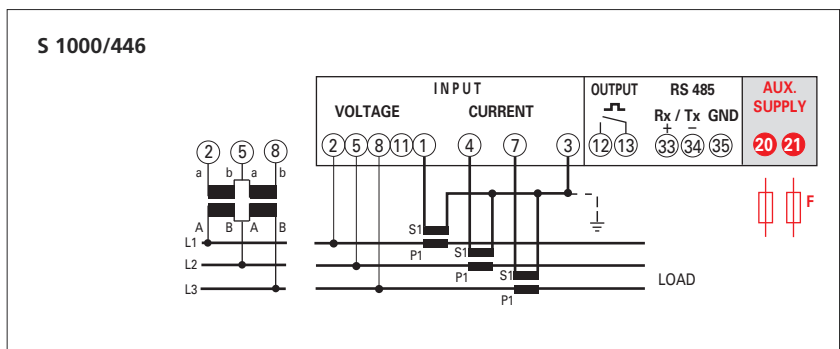 S 1000/446
INPUT
OUTPUT
RS 485
AUX.
SUPPLY
VOLTAGE
CURRENT
Rx / Tx GND
+ −
2 5 8 11 1 4 7 3 12 13 33 34 35 20 21
2 5 8
a b a b
A B A B
F
L1
L2
L3
S1
P1
S1
P1
S1
P1
LOAD